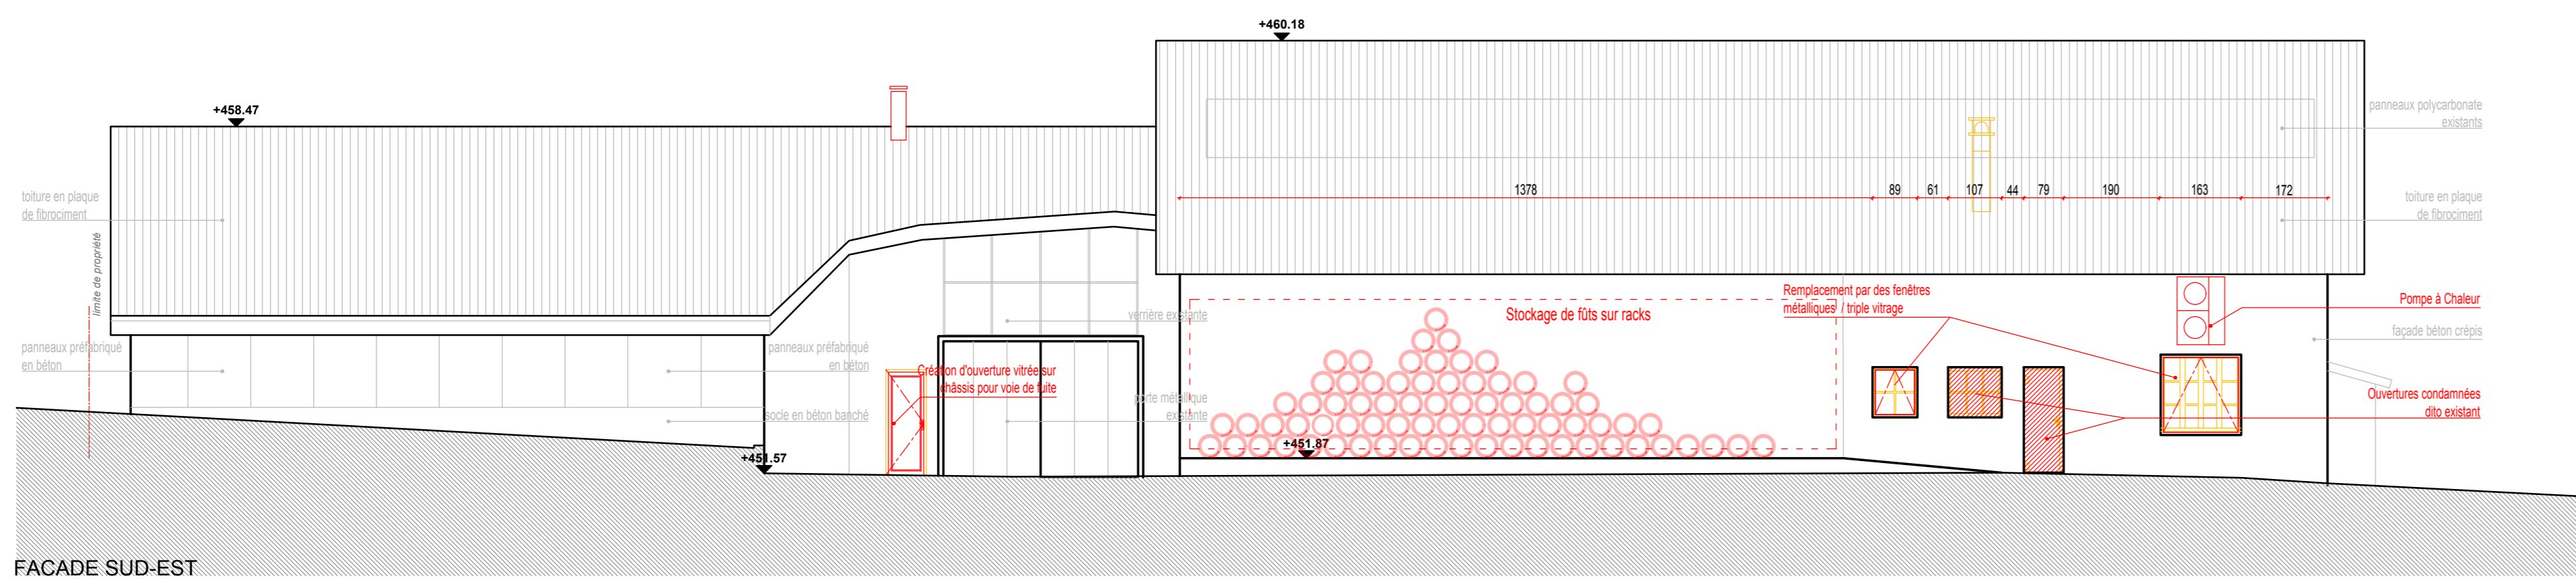 +460.18
+458.47
panneaux polycarbonate
existants
1378
89
61
107
44
79
190
163
172
toiture en plaque
de fibrociment
toiture en plaque
de fibrociment
limite de propriété
Remplacement par des fenêtres
métalliques / triple vitrage
Pompe à Chaleur
verrière existante
Stockage de fûts sur racks
façade béton crépis
panneaux préfabriqué
en béton
panneaux préfabriqué
en béton
Création d'ouverture vitrée sur
châssis pour voie de fuite
porte métallique
existante
Ouvertures condamnées
dito existant
socle en béton banché
+451.87
+451.57
FACADE SUD-EST